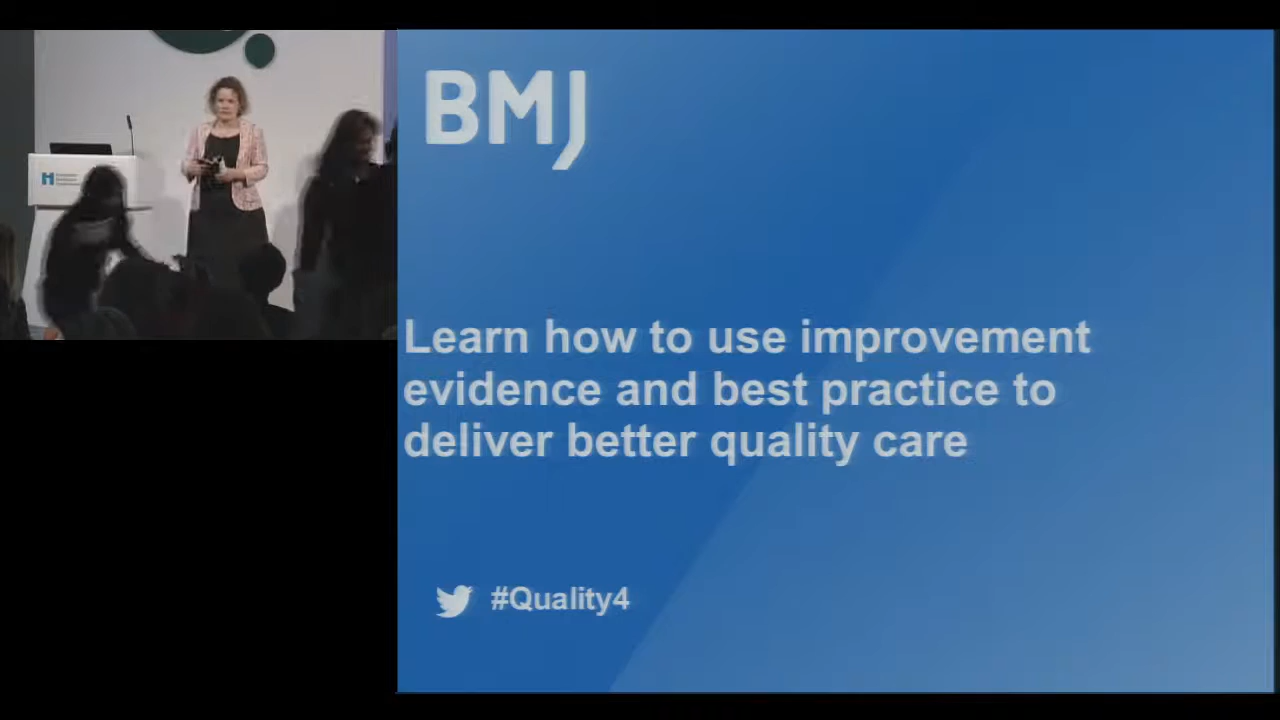 BMJ
Learn how to use improvement
evidence and best practice to
deliver better quality care
#Quality4